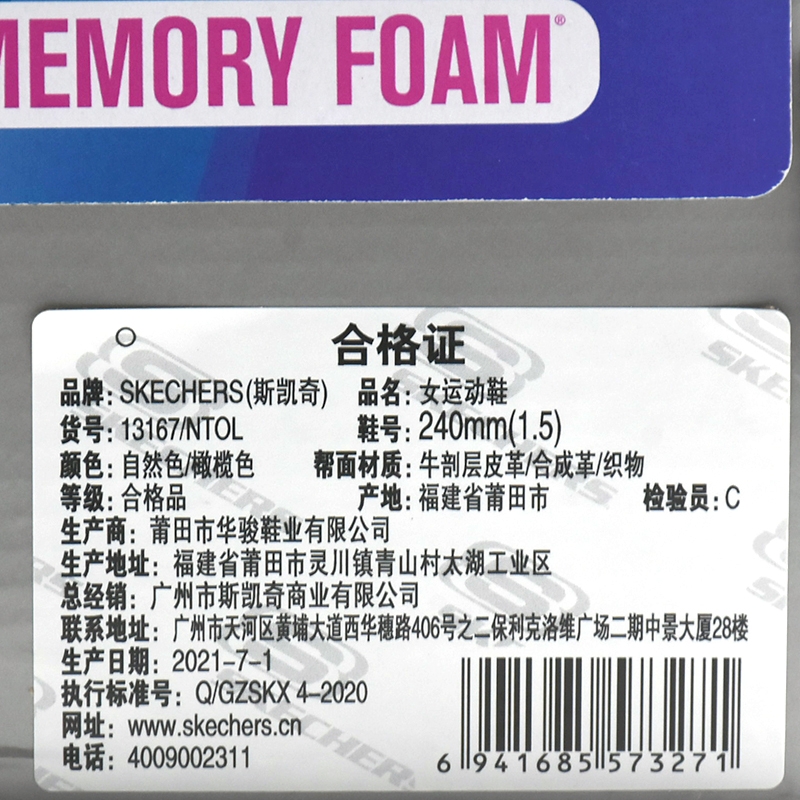 MEMORY FOAM®
合格证
品牌: SKECHERS(斯凯奇) 品名: 女运动鞋
货号: 13167/NTOL 鞋号: 240mm(1.5)
颜色: 自然色/橄榄色 帮面材质: 牛剖层皮革/合成革/织物
等级: 合格品 产地: 福建省莆田市 检验员: C
生产商: 莆田市华骏鞋业有限公司
生产地址: 福建省莆田市灵川镇青山村太湖工业区
总经销: 广州市斯凯奇商业有限公司
联系地址: 广州市天河区黄埔大道西华穗路406号之二保利克洛维广场二期中景大厦28楼
生产日期: 2021-7-1
执行标准号: Q/GZSKX 4-2020
网址: www.skechers.cn
电话: 4009002311
6 941685 573271